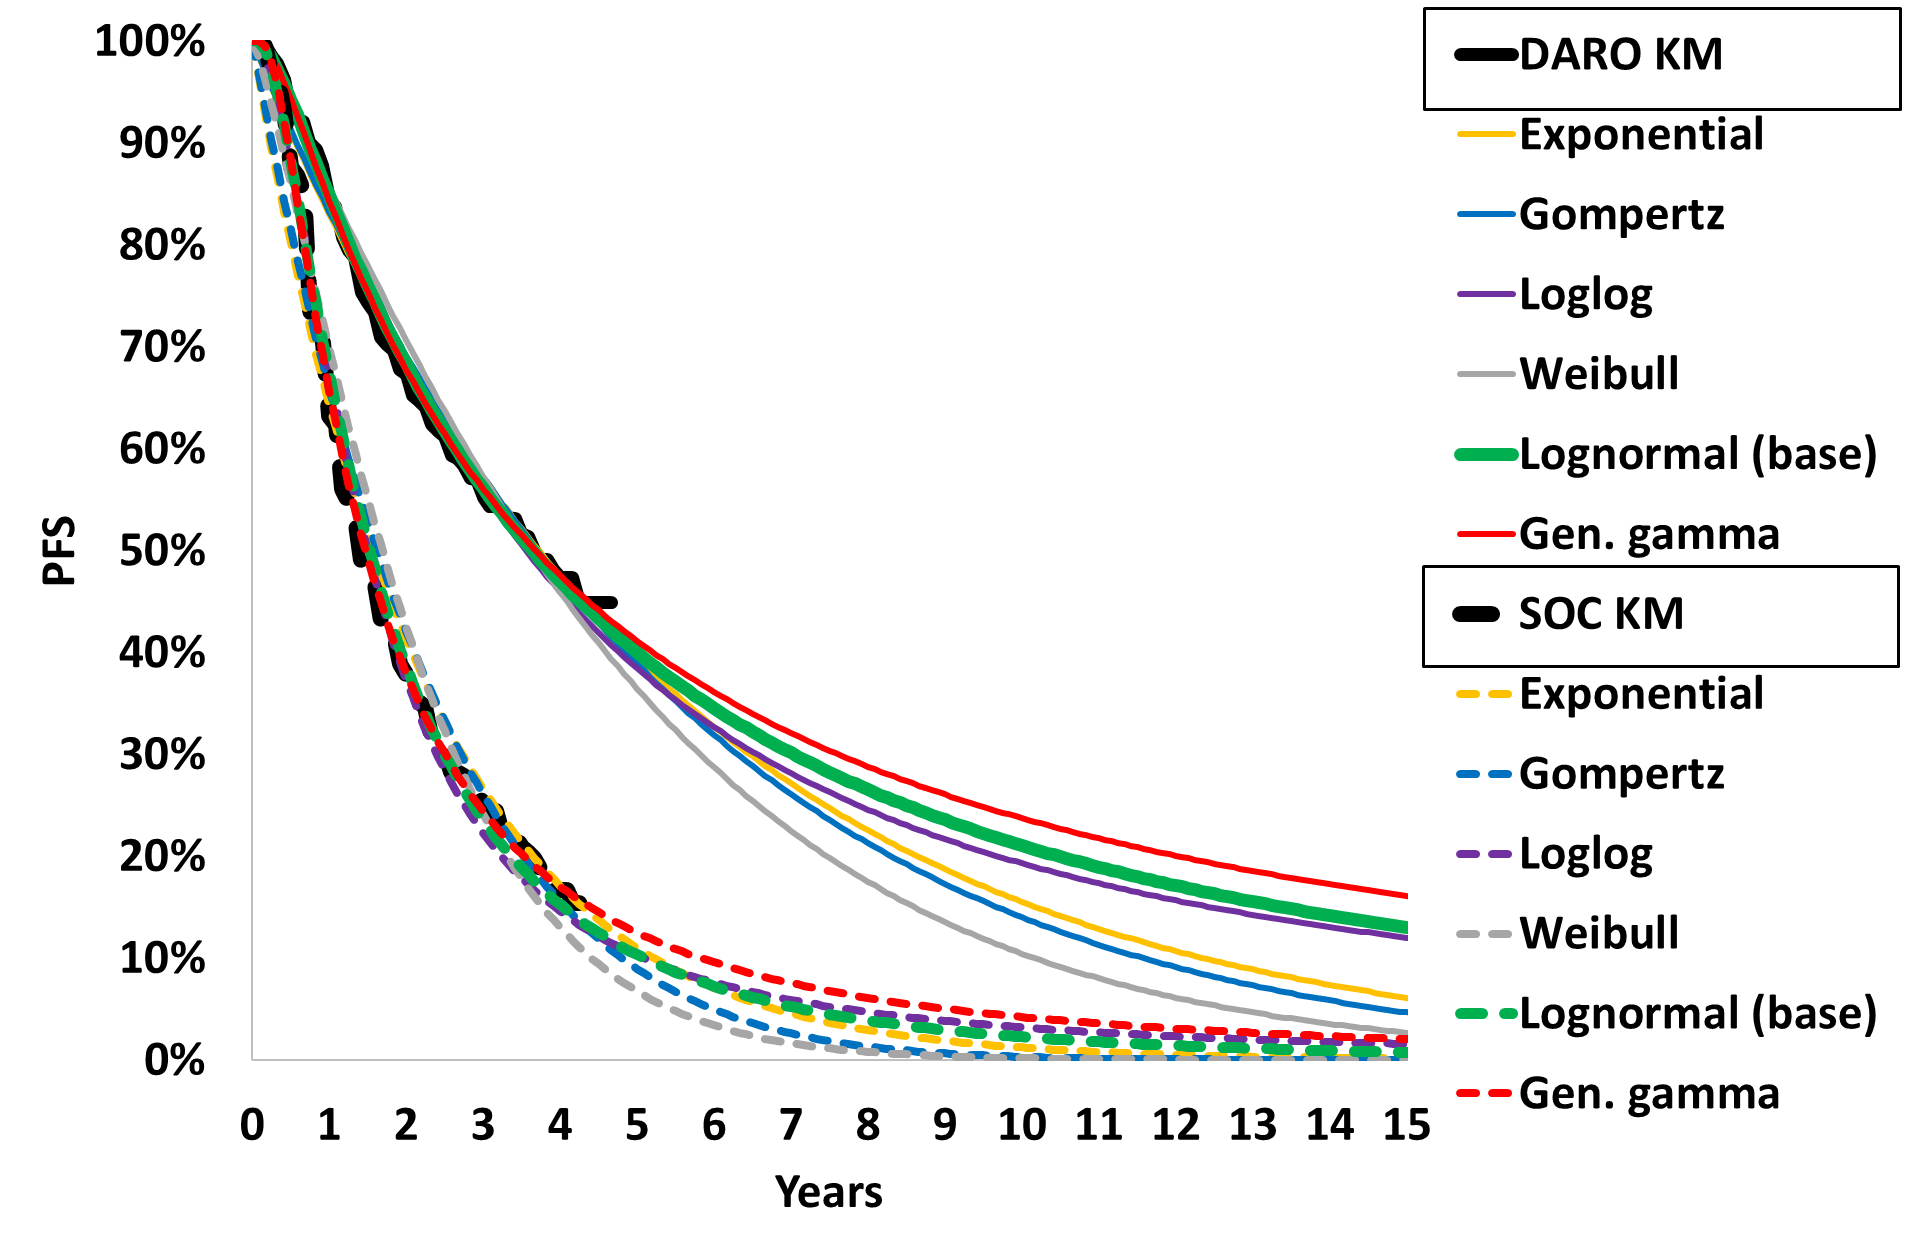 100%
90%
80%
70%
60%
50%
40%
30%
20%
10%
0%
PFS
0 1 2 3 4 5 6 7 8 9 10 11 12 13 14 15
Years
DARO KM
Exponential
Gompertz
Loglog
Weibull
Lognormal (base)
Gen. gamma
SOC KM
Exponential
Gompertz
Loglog
Weibull
Lognormal (base)
Gen. gamma